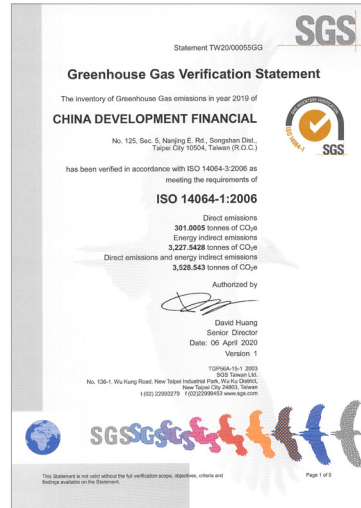 SGS
Statement TW20/00055GG
Greenhouse Gas Verification Statement
The inventory of Greenhouse Gas emissions in year 2019 of
CHINA DEVELOPMENT FINANCIAL
No. 125, Sec. 5, Nanjing E. Rd., Songshan Dist.,
Taipei City 10504, Taiwan (R.O.C.)
ISO 14064-1
SGS
has been verified in accordance with ISO 14064-3:2006 as
meeting the requirements of
ISO 14064-1:2006
Direct emissions
301.0005 tonnes of CO₂e
Energy indirect emissions
3,227.5428 tonnes of CO₂e
Direct emissions and energy indirect emissions
3,528.543 tonnes of CO₂e
Authorized by
David Huang
Senior Director
Date: 06 April 2020
Version 1
TGP56A-15-1 2003
SGS Taiwan Ltd.
No. 136-1, Wu Kung Road, New Taipei Industrial Park, Wu Ku District,
New Taipei City 24803, Taiwan
t (02) 22993279 f (02)22999453 www.sgs.com
SGSSGSSGS
This Statement is not valid without the full verification scope, objectives, criteria and
findings available on the Statement.
Page 1 of 5